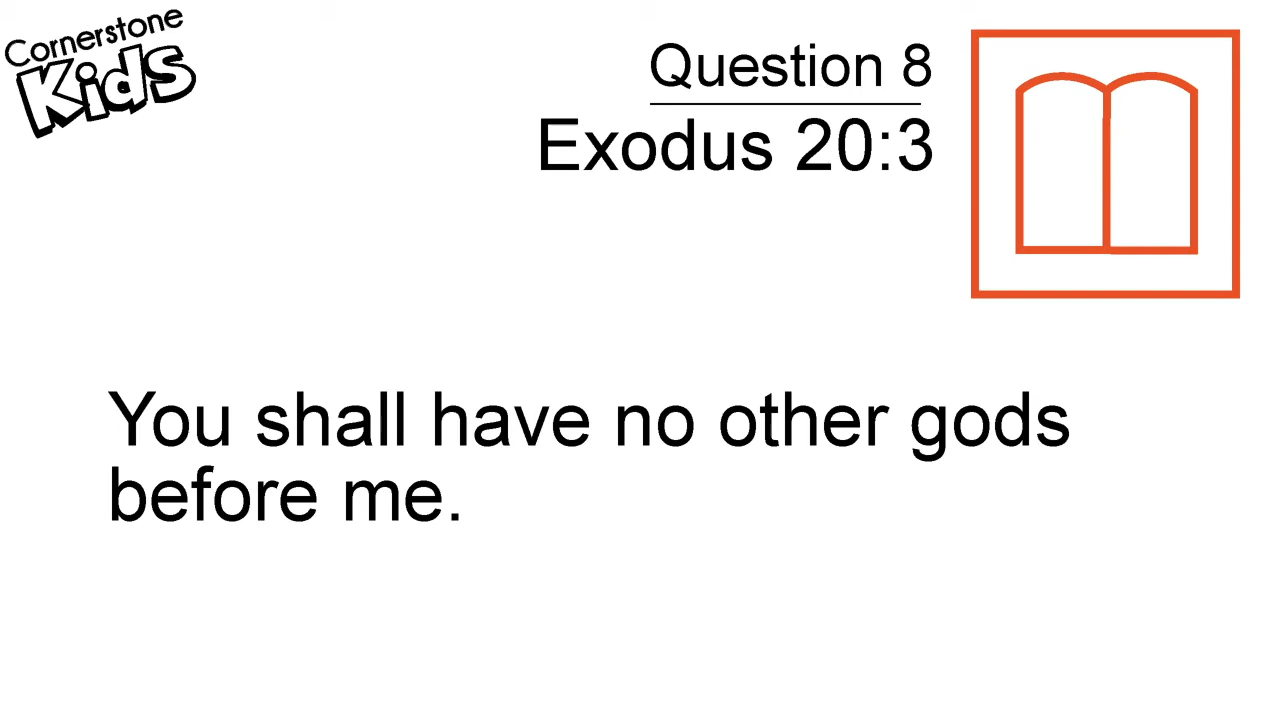 Cornerstone
Kids
Question 8
Exodus 20:3
You shall have no other gods
before me.